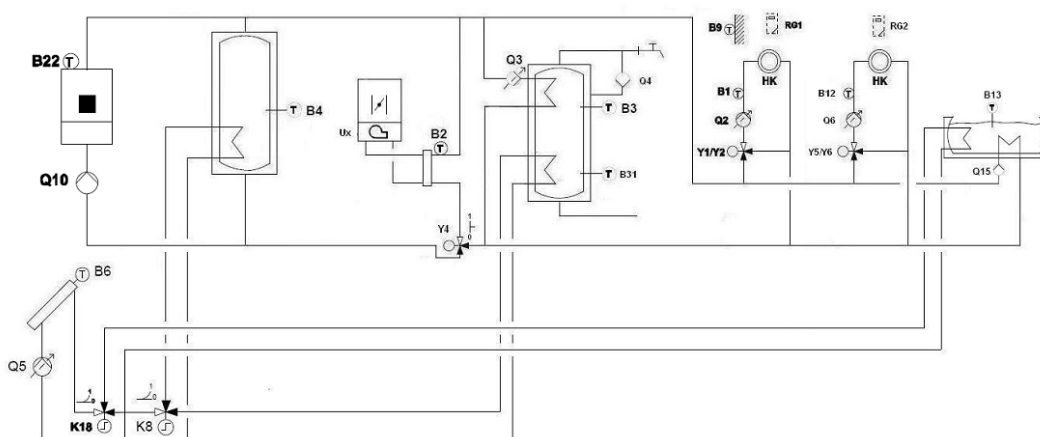 B9
RG1
RG2
B22
T
Q3
T
Q4
HK
HK
T
B4
T
B3
B1
T
B12
T
B13
T
Ux
B2
T
Q2
Q6
Y1/Y2
Y5/Y6
Q10
T
B31
Q15
Y4
1
0
T
B6
Q5
1
0
1
0
K18
K8